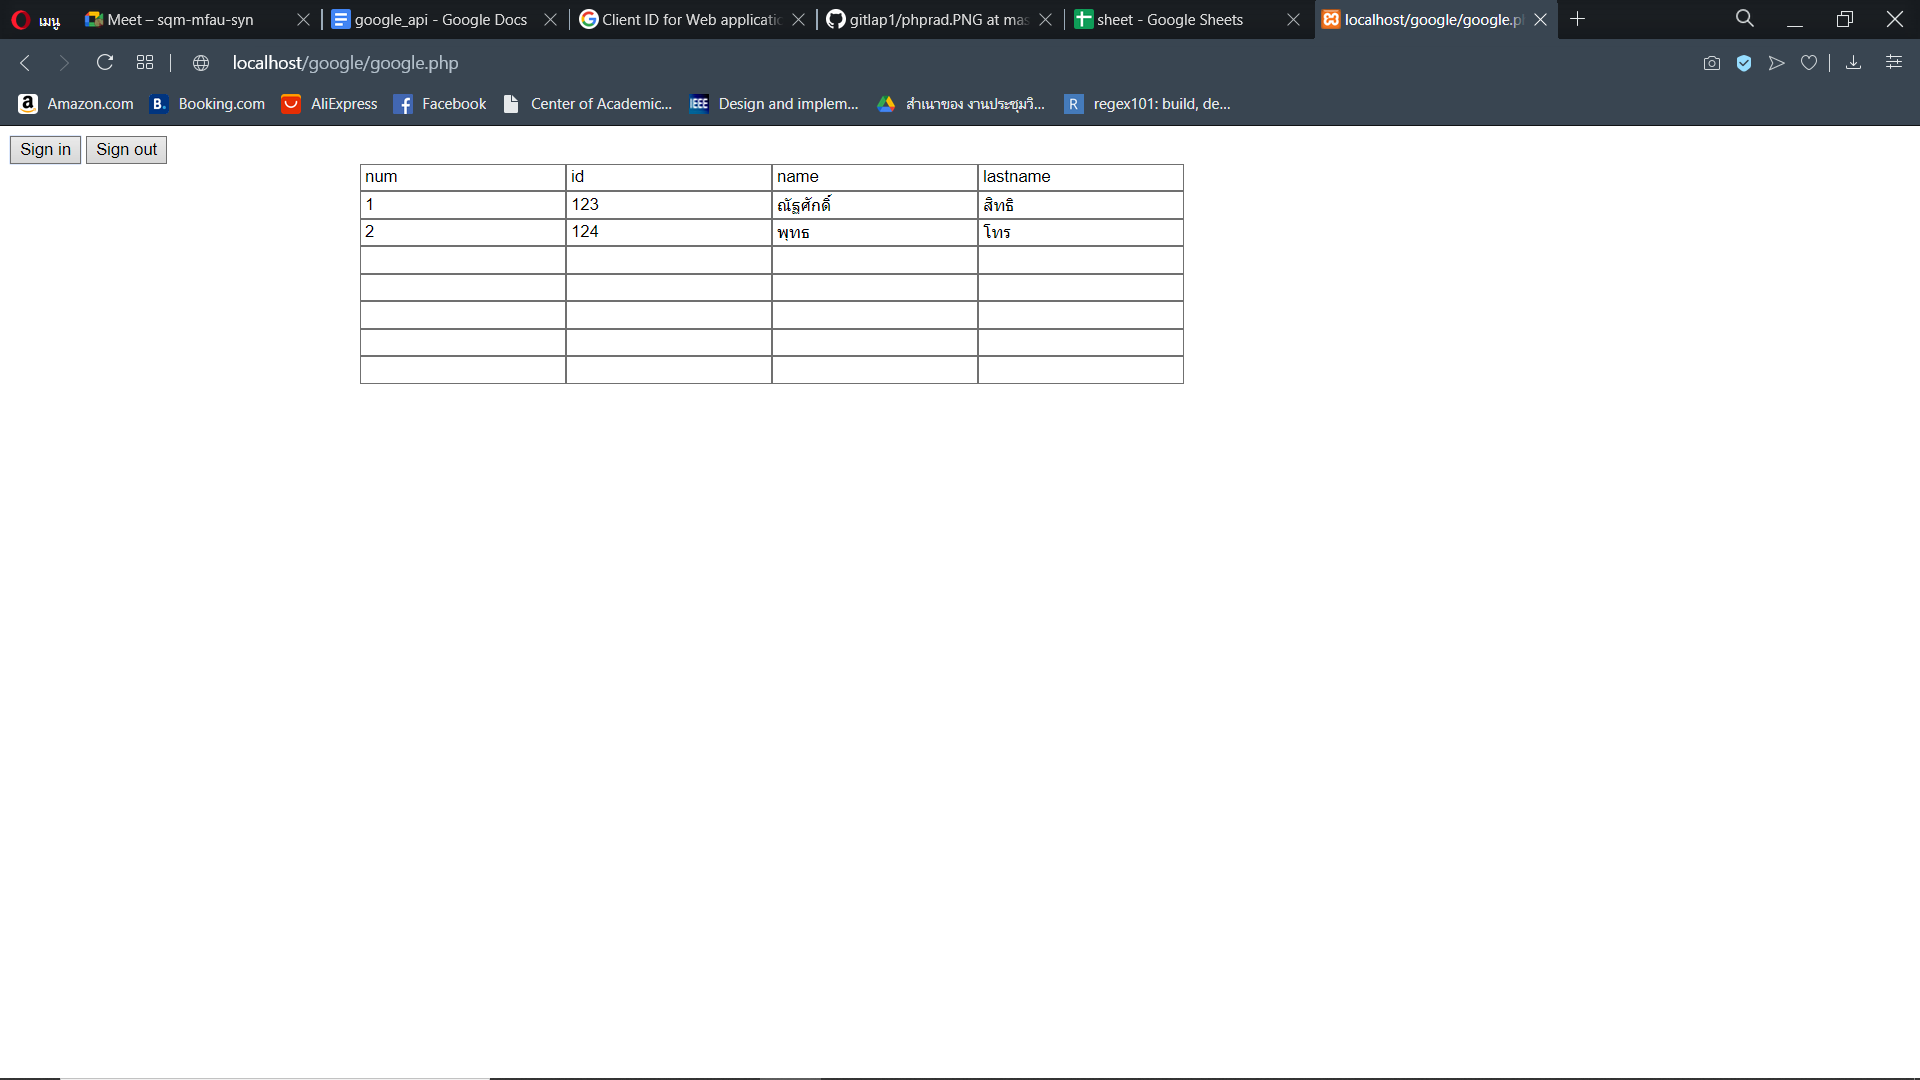 เมนู Meet – sqm-mfau-syn google_api - Google Docs Client ID for Web applicatio gitlap1/phprad.PNG at mas sheet - Google Sheets localhost/google/google.p
localhost/google/google.php
Amazon.com B. Booking.com AliExpress Facebook Center of Academic... IEEE Design and implem... สำเนาของ งานประชุมวิ... R regex101: build, de...
Sign in Sign out
num id name lastname
1 123 ณัฐศักดิ์ สิทธิ
2 124 พุทธ โทร